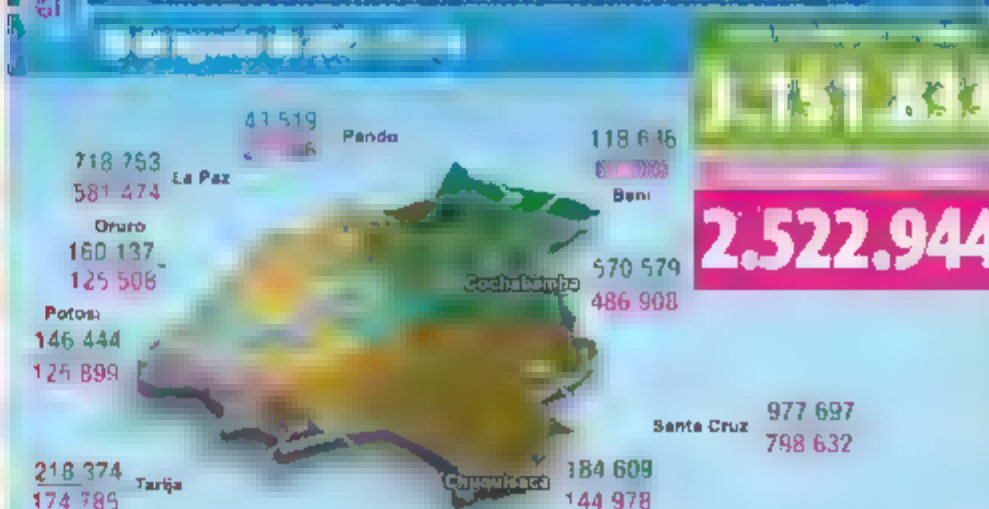 Pando
118 636
718 753
La Paz
581 474
Beni
Oruro
160 137
125 508
Cochabamba
570 579
486 908
2.522.944
Potosí
146 444
125 899
Santa Cruz
977 697
798 632
218 374
Tarija
174 785
Chuquisaca
184 609
144 978